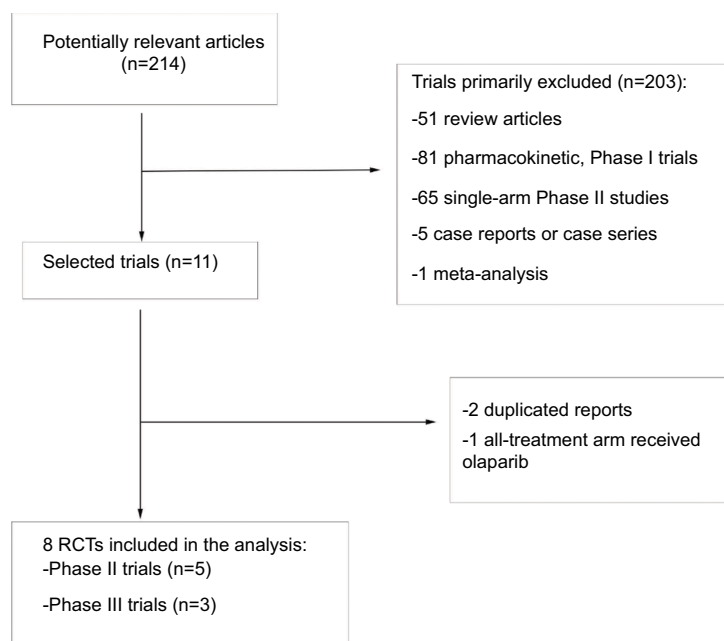 Potentially relevant articles
(n=214)
Trials primarily excluded (n=203):
-51 review articles
-81 pharmacokinetic, Phase I trials
-65 single-arm Phase II studies
-5 case reports or case series
-1 meta-analysis
Selected trials (n=11)
-2 duplicated reports
-1 all-treatment arm received
olaparib
8 RCTs included in the analysis:
-Phase II trials (n=5)
-Phase III trials (n=3)